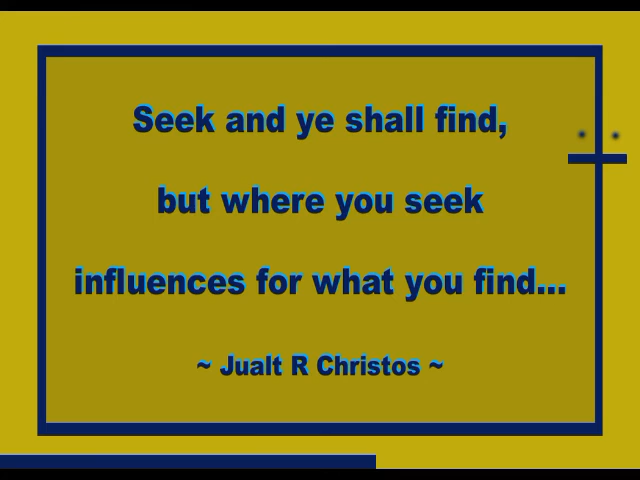 Seek and ye shall find,
but where you seek
influences for what you find...
~ Jualt R Christos ~